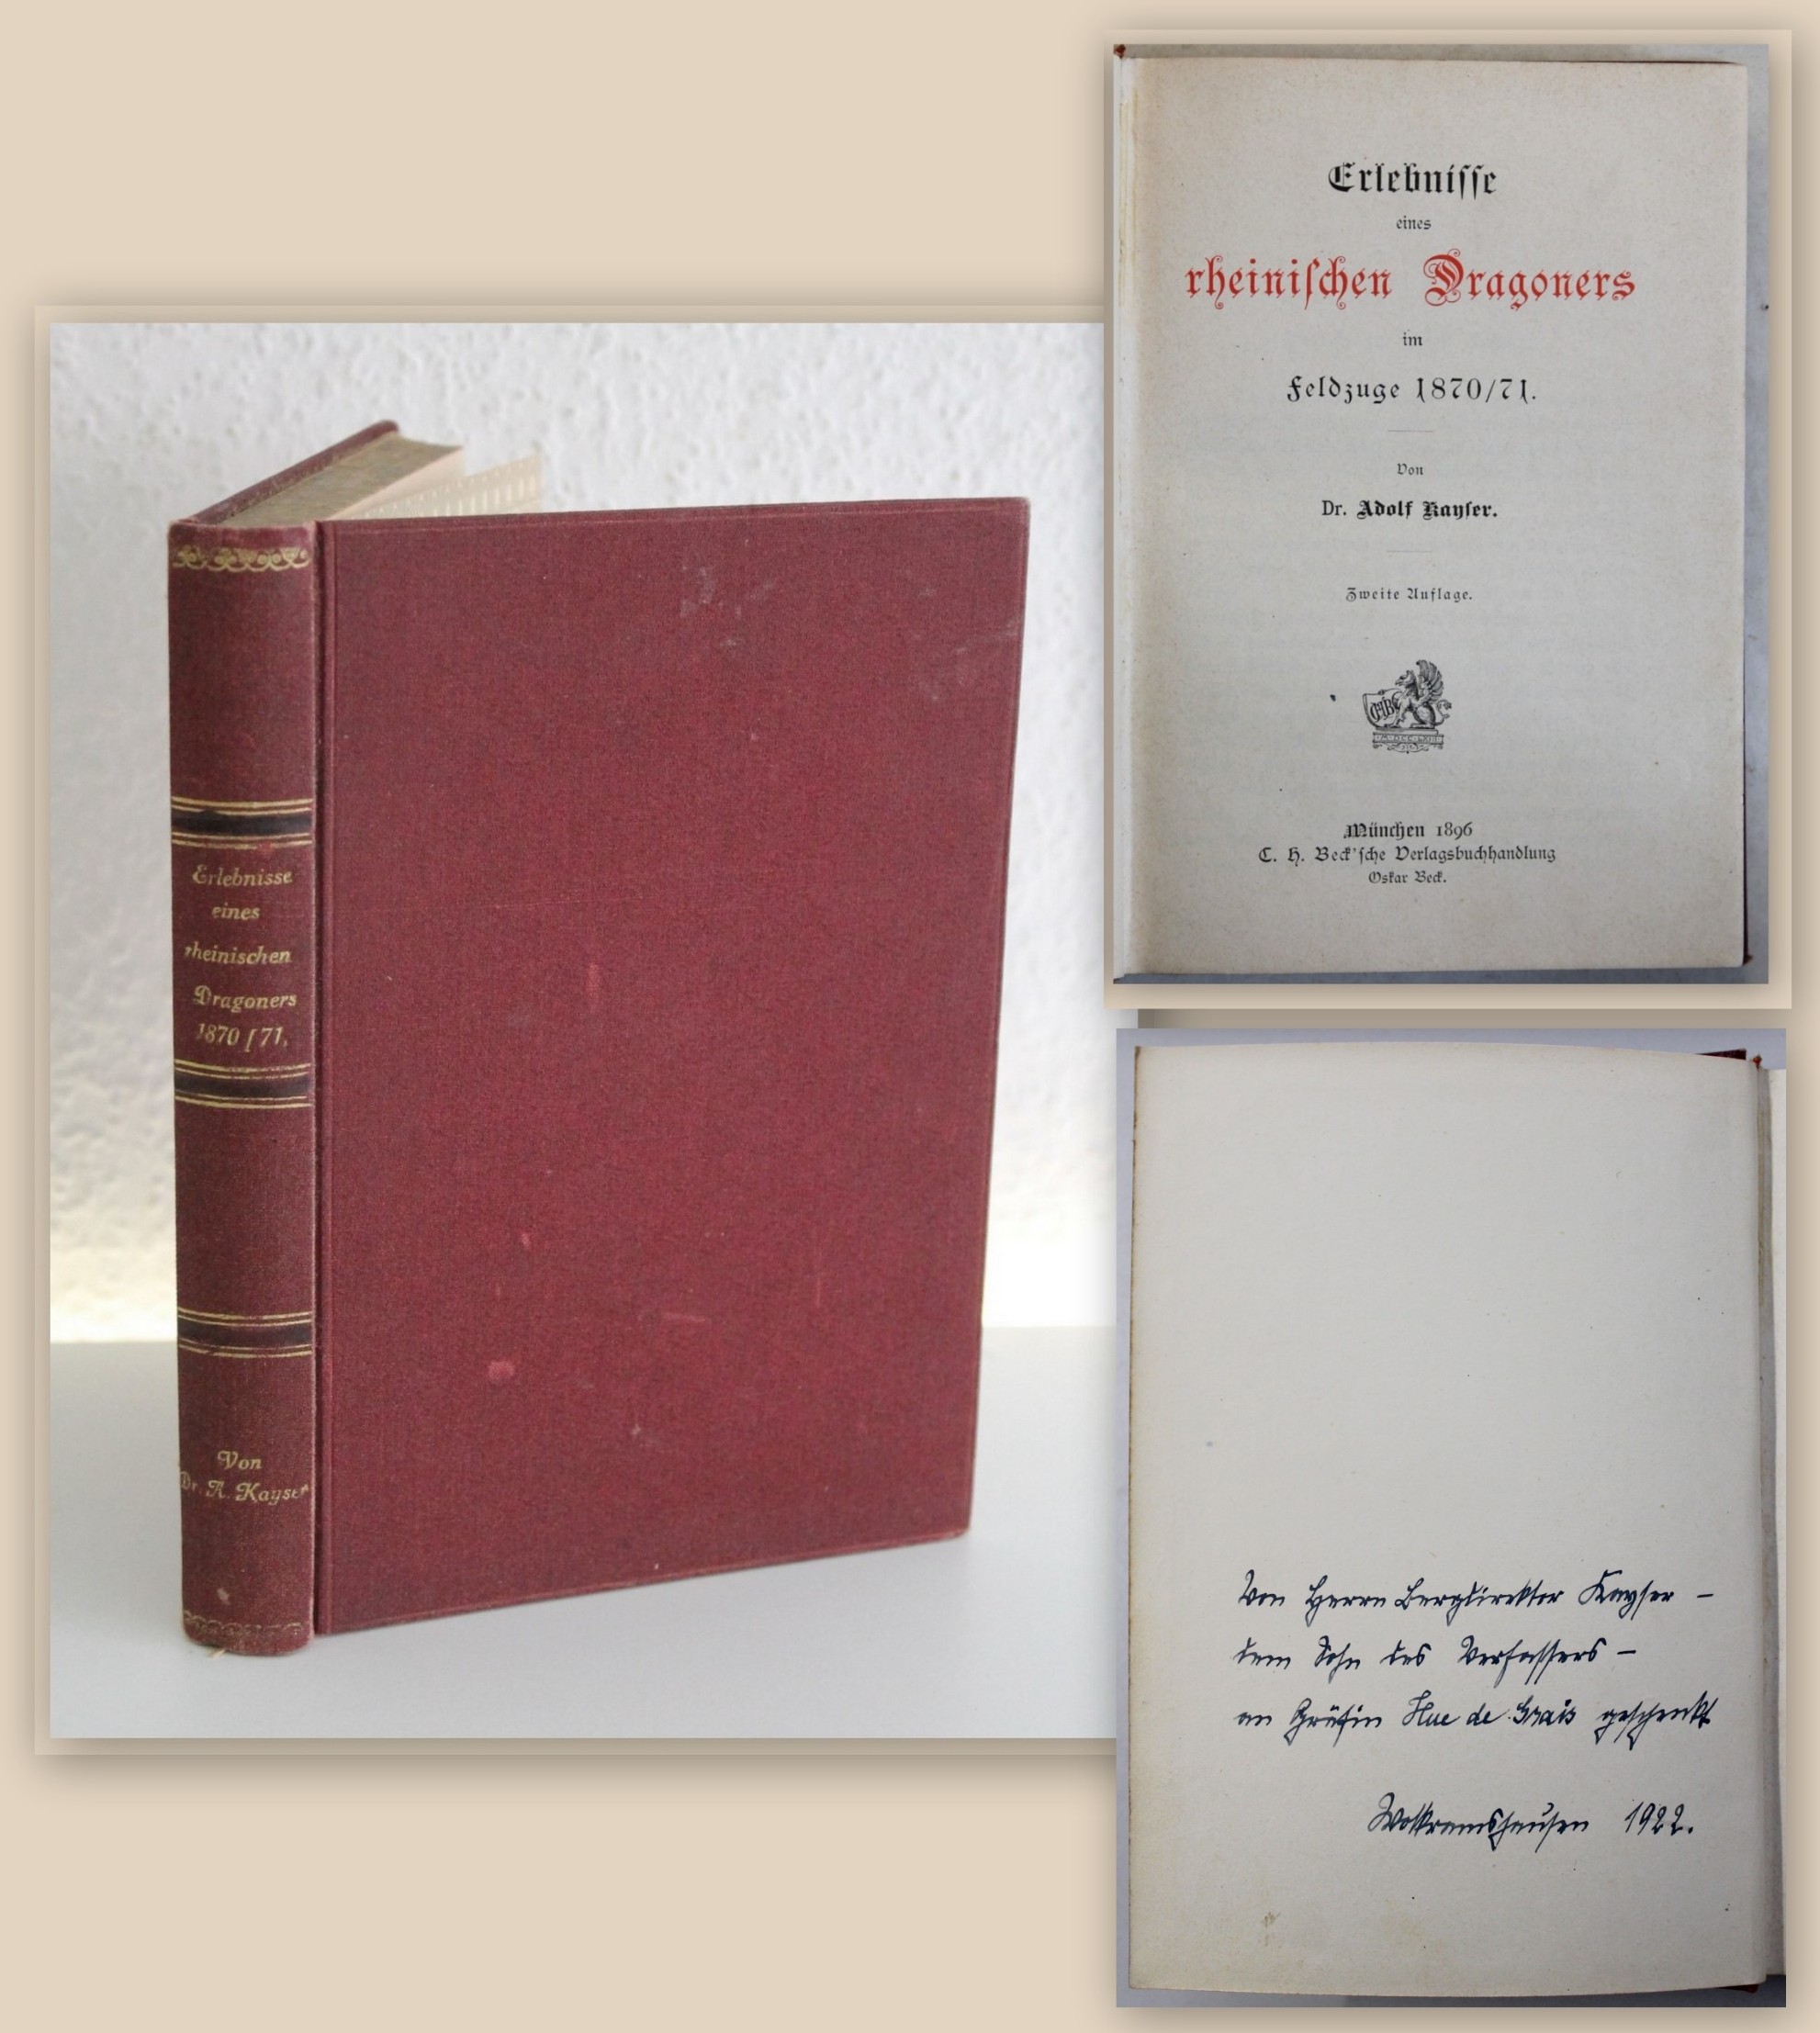 Erlebnisse
eines
rheinischen
Dragoners
1870/71.
Von
Dr. A. Kayser
Erlebniſſe
eines
rheiniſchen Dragoners
im
Feldzuge 1870/71.
Von
Dr. Adolf Kayſer.
Zweite Auflage.
CHB
München 1896
C. H. Beck'ſche Verlagsbuchhandlung
Oskar Beck.
Von Herrn Bergdirektor Kayser –
dem Sohn des Verfassers –
an Gräfin Hue de Grais geschenkt
Wolkramshausen 1922.